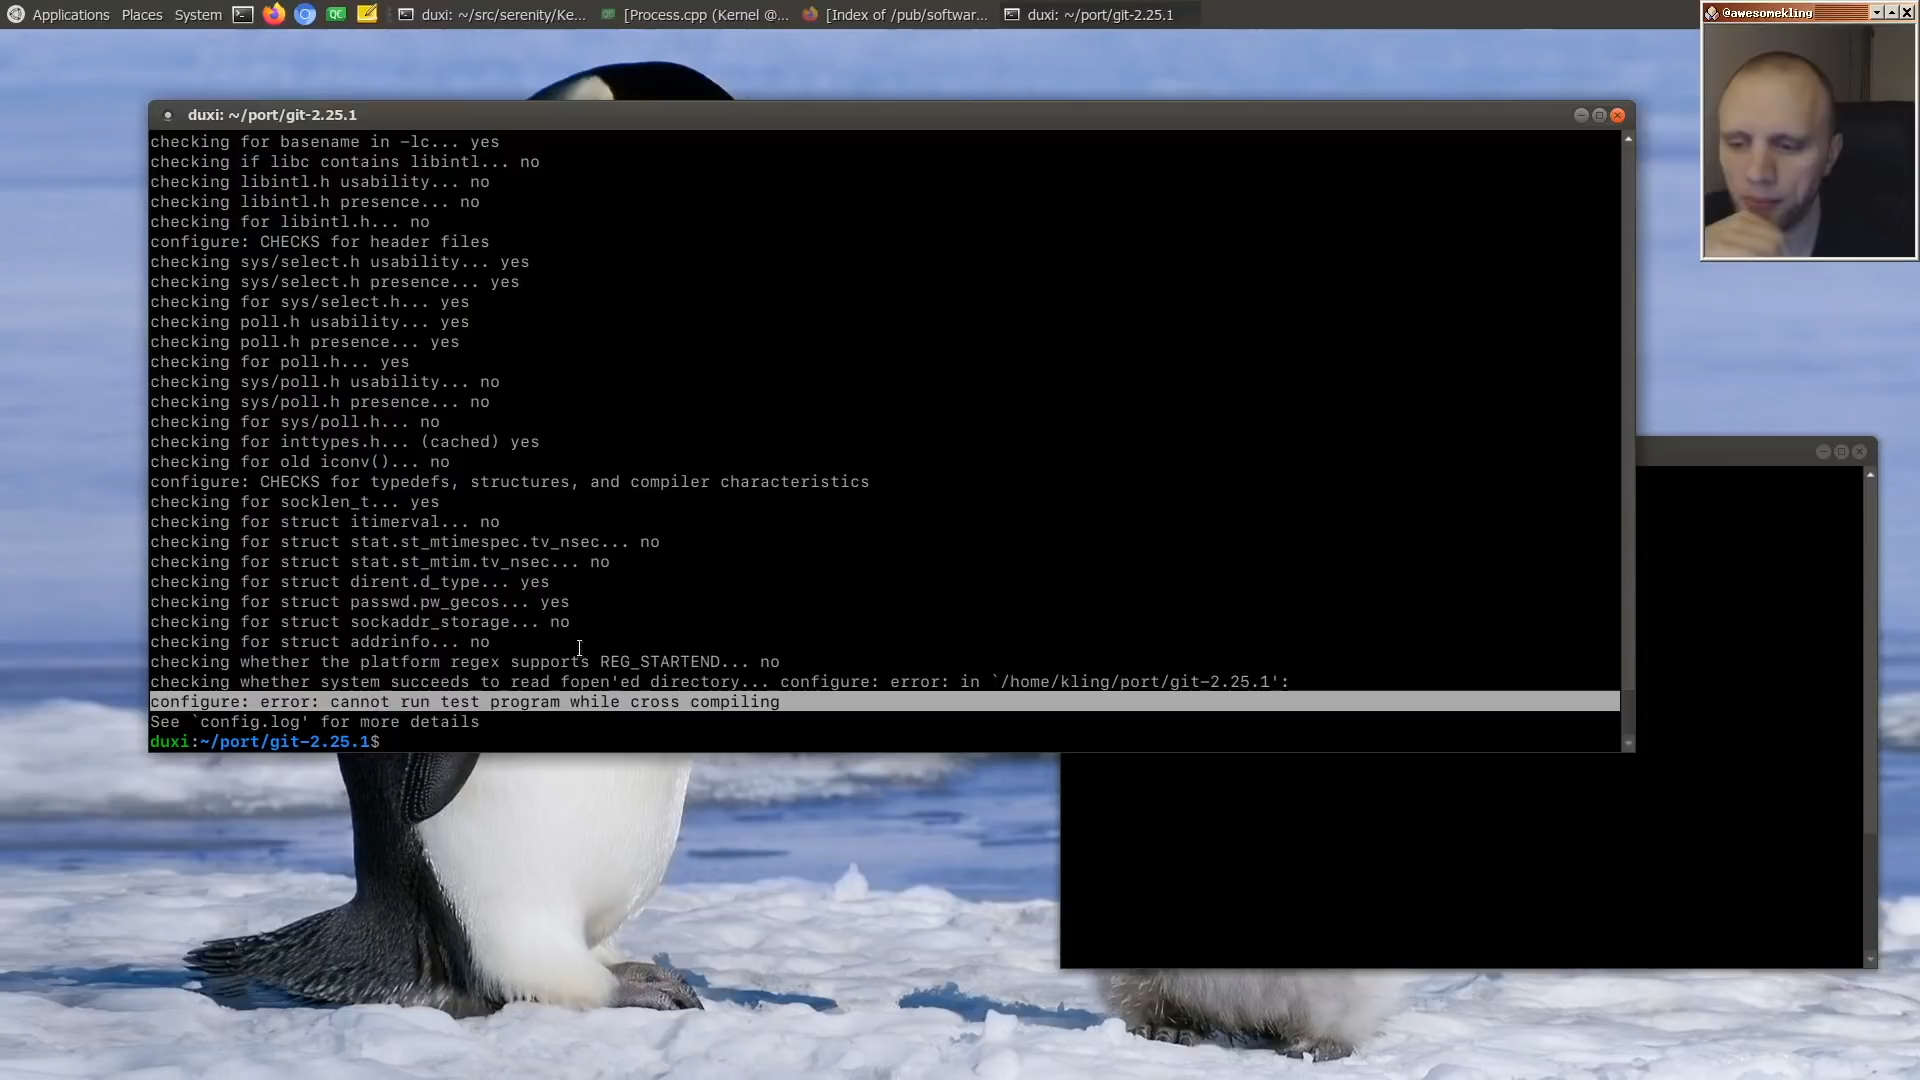 Applications Places System duxi: ~/src/serenity/Ke... [Process.cpp (Kernel @... [Index of /pub/softwar... duxi: ~/port/git-2.25.1
@awesomekling
duxi: ~/port/git-2.25.1
checking for basename in -lc... yes
checking if libc contains libintl... no
checking libintl.h usability... no
checking libintl.h presence... no
checking for libintl.h... no
configure: CHECKS for header files
checking sys/select.h usability... yes
checking sys/select.h presence... yes
checking for sys/select.h... yes
checking poll.h usability... yes
checking poll.h presence... yes
checking for poll.h... yes
checking sys/poll.h usability... no
checking sys/poll.h presence... no
checking for sys/poll.h... no
checking for inttypes.h... (cached) yes
checking for old iconv()... no
configure: CHECKS for typedefs, structures, and compiler characteristics
checking for socklen_t... yes
checking for struct itimerval... no
checking for struct stat.st_mtimespec.tv_nsec... no
checking for struct stat.st_mtim.tv_nsec... no
checking for struct dirent.d_type... yes
checking for struct passwd.pw_gecos... yes
checking for struct sockaddr_storage... no
checking for struct addrinfo... no
checking whether the platform regex supports REG_STARTEND... no
checking whether system succeeds to read fopen'ed directory... configure: error: in `/home/kling/port/git-2.25.1':
configure: error: cannot run test program while cross compiling
See `config.log' for more details
duxi:~/port/git-2.25.1$